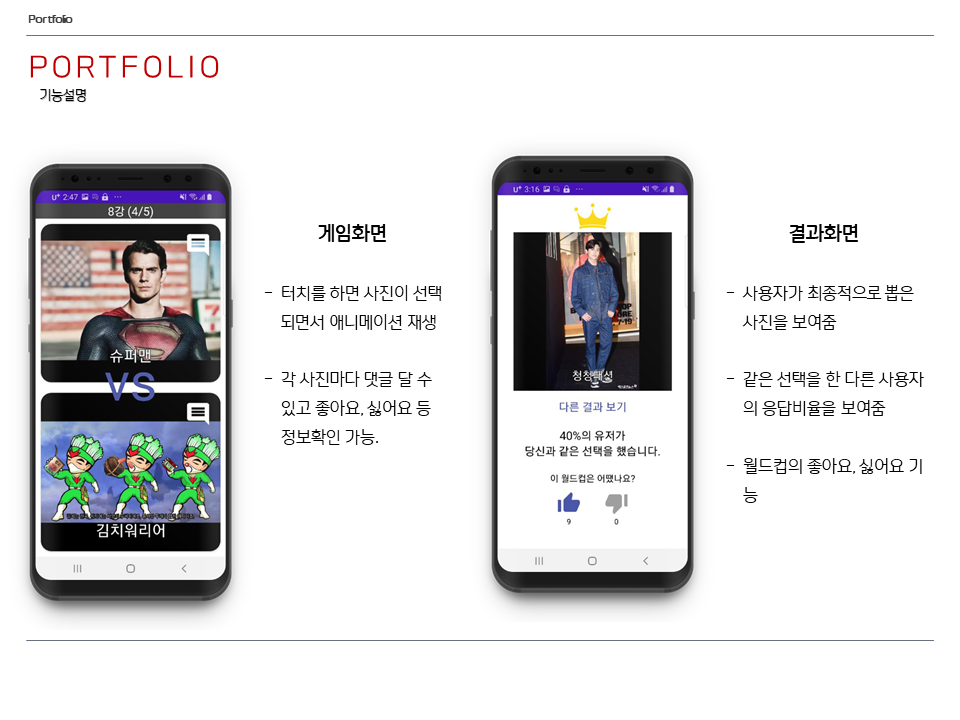 Portfolio
PORTFOLIO
기능설명
U+ 2:47
8강 (4/5)
슈퍼맨
VS
김치워리어
게임화면
- 터치를 하면 사진이 선택
되면서 애니메이션 재생
- 각 사진마다 댓글 달 수
있고 좋아요, 싫어요 등
정보확인 가능.
U+ 3:16
청청패션
다른 결과 보기
40%의 유저가
당신과 같은 선택을 했습니다.
이 월드컵은 어땠나요?
9
0
결과화면
- 사용자가 최종적으로 뽑은
사진을 보여줌
- 같은 선택을 한 다른 사용자
의 응답비율을 보여줌
- 월드컵의 좋아요, 싫어요 기
능